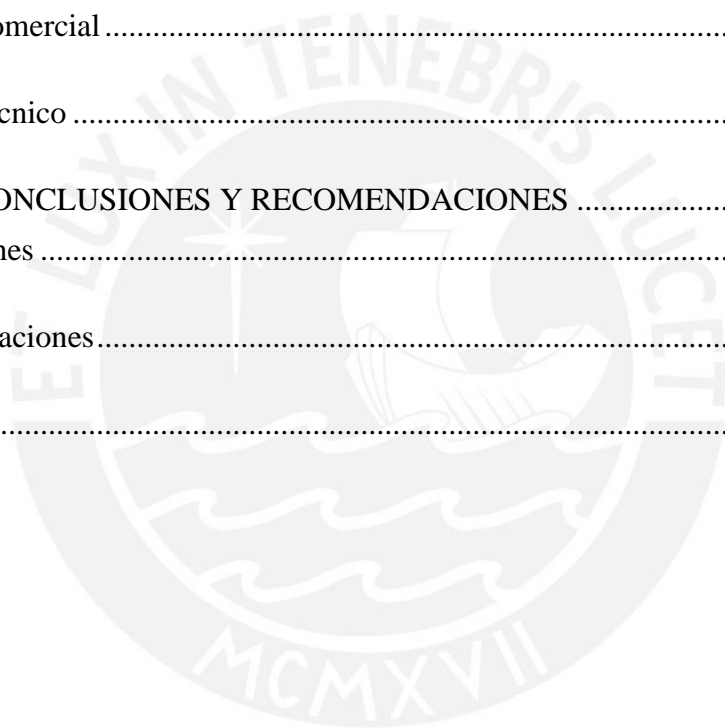 omercial ..............................................................................
cnico ..................................................................................
ONCLUSIONES Y RECOMENDACIONES ...................
nes .....................................................................................
aciones ...............................................................................
..........................................................................................
ET LUX IN TENEBRIS LUCET
MCMXVII